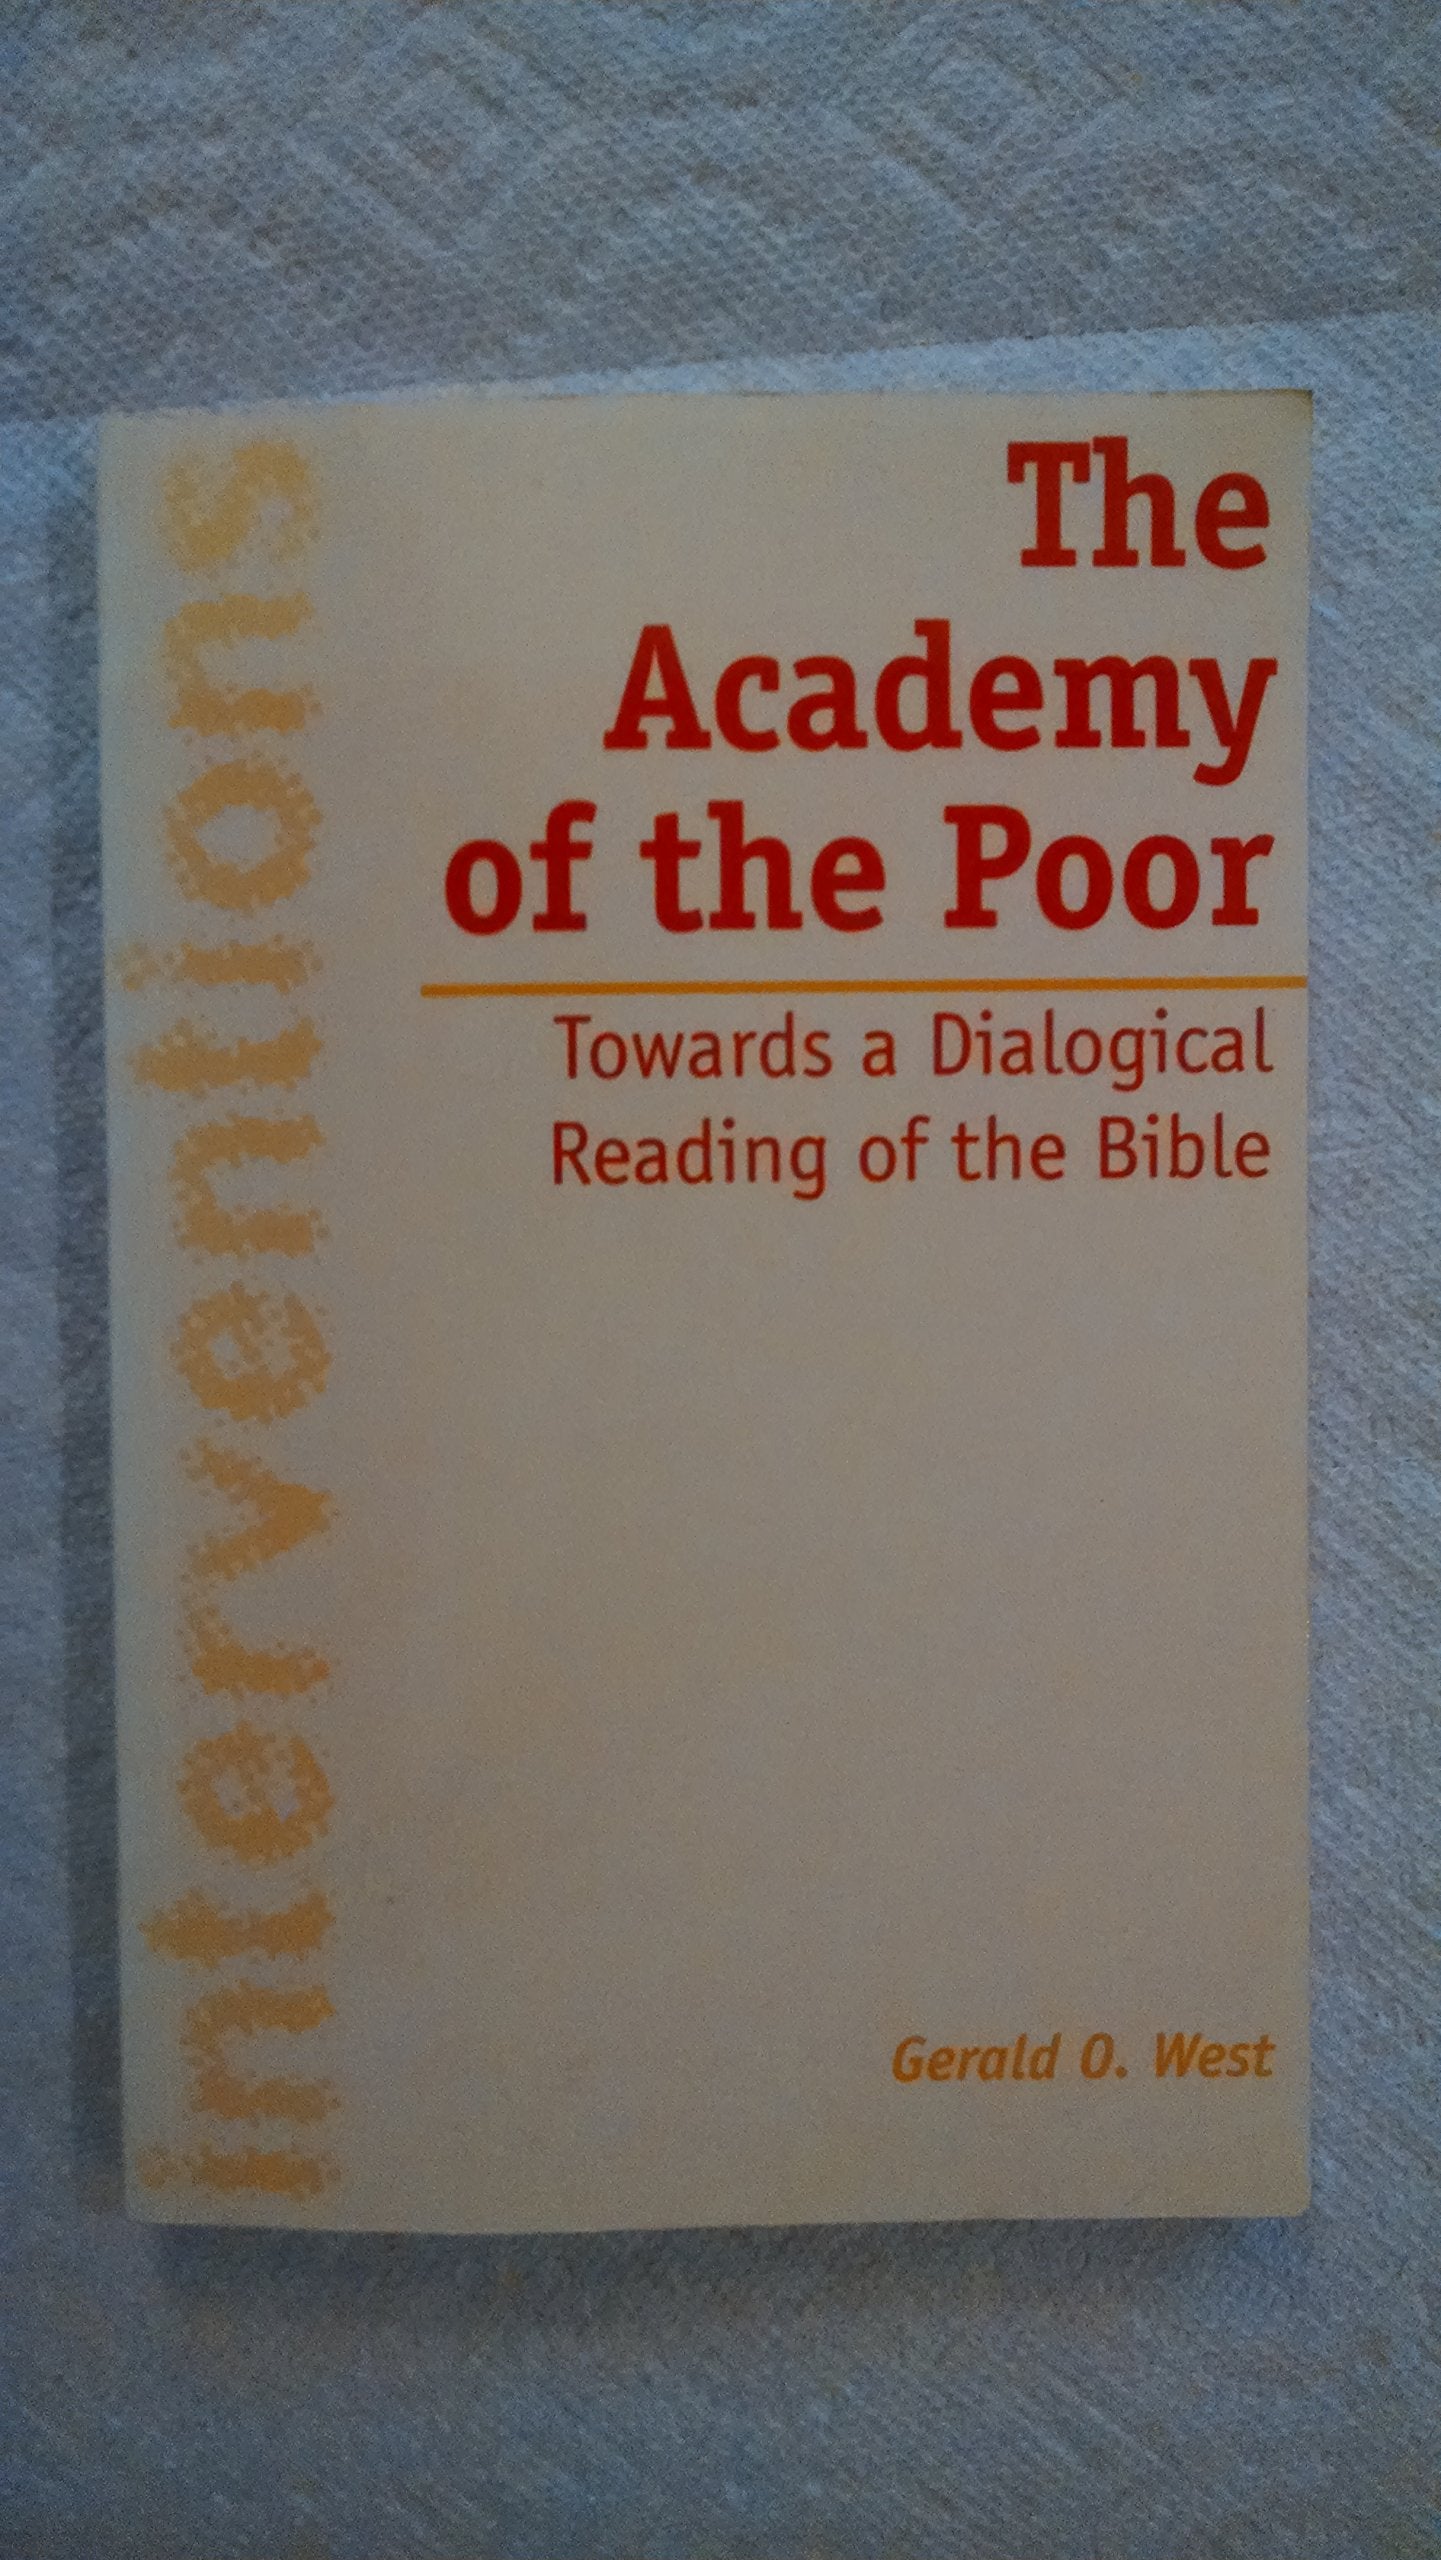 The
Academy
of the Poor
Towards a Dialogical
Reading of the Bible
Gerald O. West
interventions